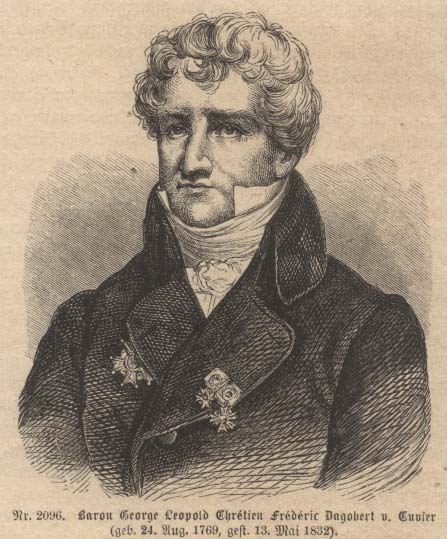 Nr. 2096. Baron George Leopold Chrétien Frédéric Dagobert v. Cuvier
(geb. 24. Aug. 1769, gest. 13. Mai 1832).